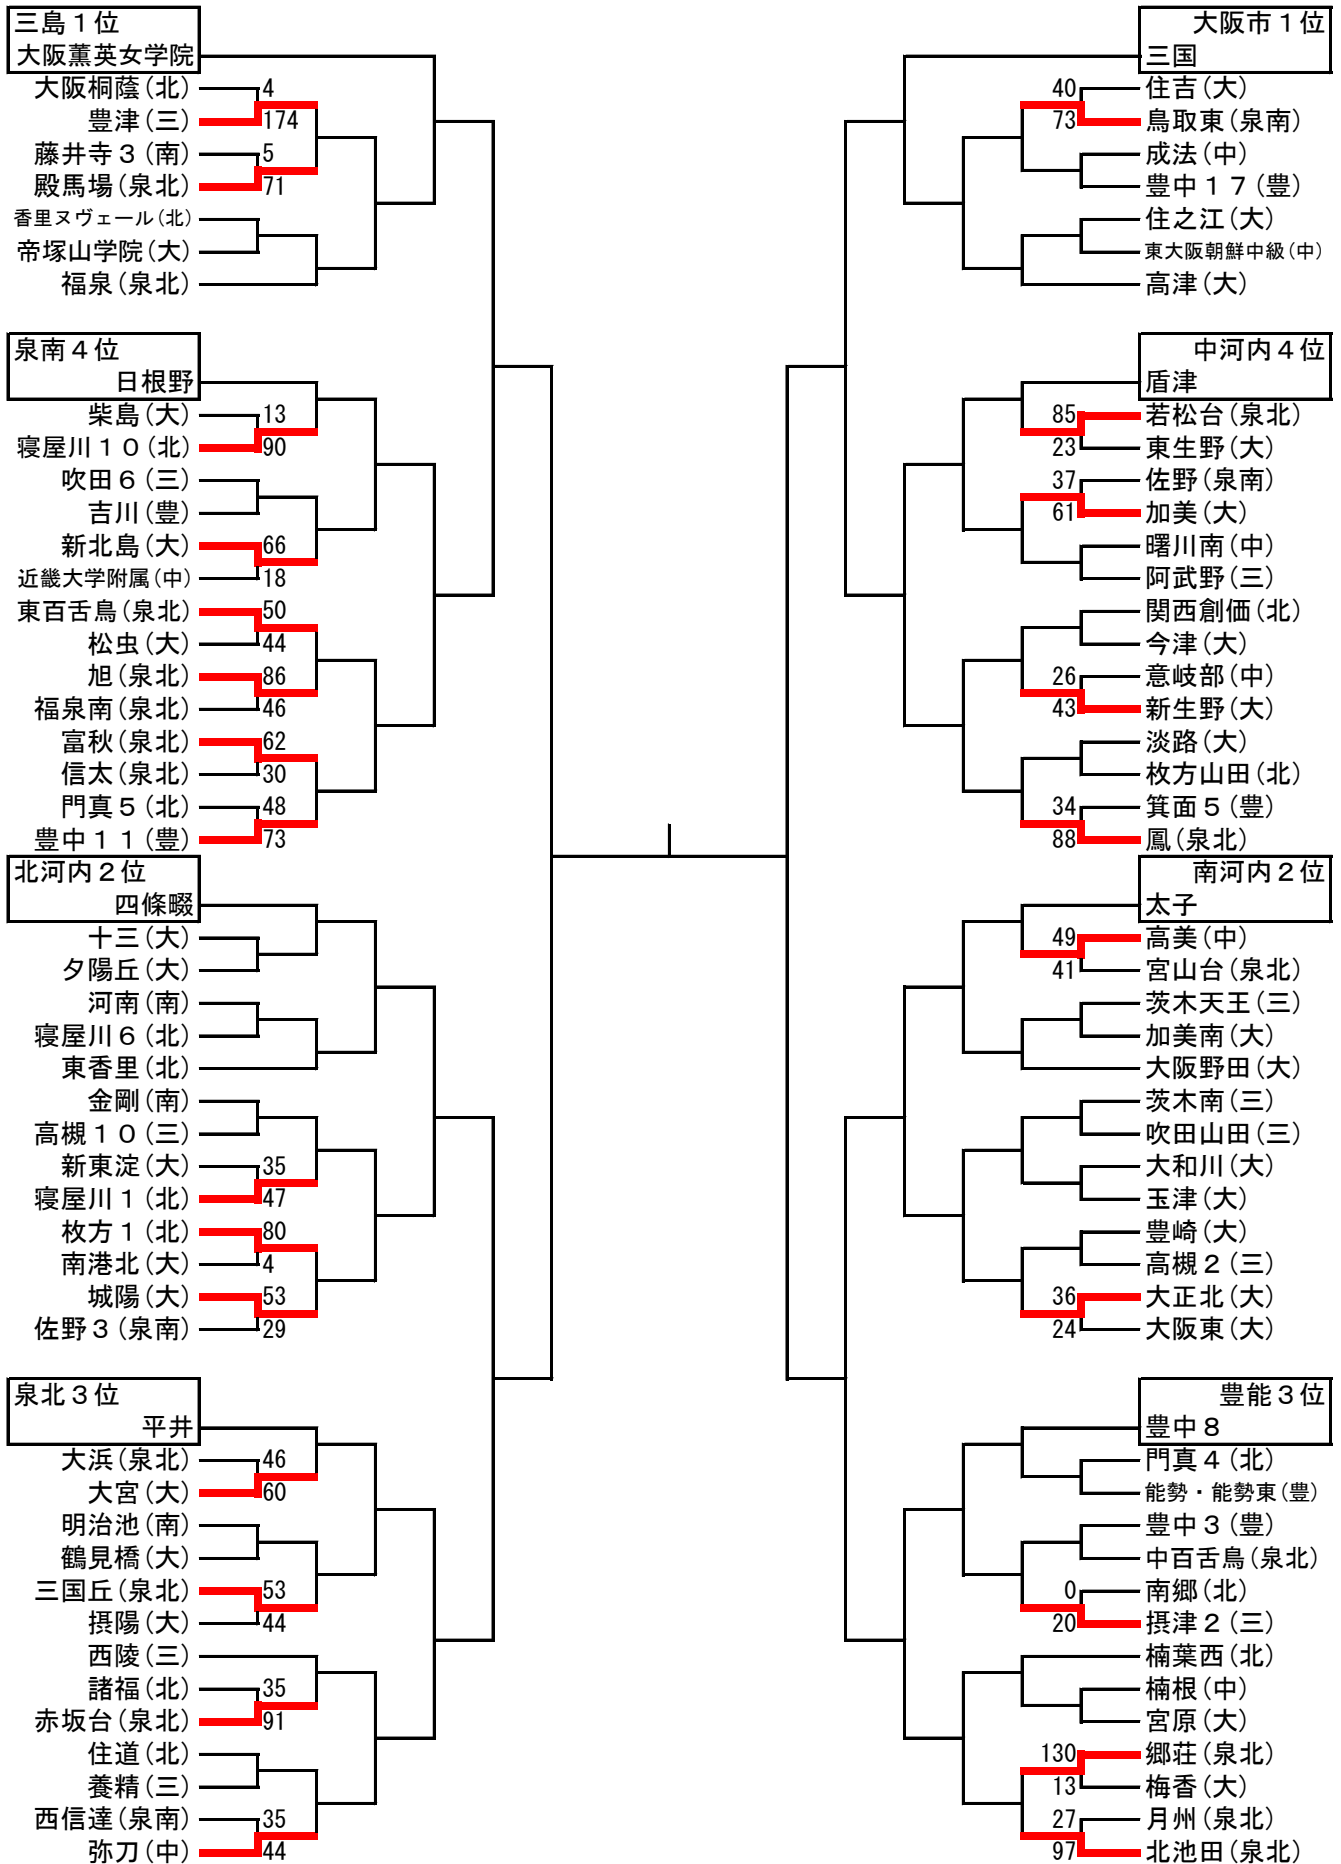 三島１位
大阪薫英女学院
大阪桐蔭(北) 4
豊津(三) 174
藤井寺３(南) 5
殿馬場(泉北) 71
香里ヌヴェール(北)
帝塚山学院(大)
福泉(泉北)
泉南４位
日根野
柴島(大) 13
寝屋川１０(北) 90
吹田６(三)
吉川(豊)
新北島(大) 66
近畿大学附属(中) 18
東百舌鳥(泉北) 50
松虫(大) 44
旭(泉北) 86
福泉南(泉北) 46
富秋(泉北) 62
信太(泉北) 30
門真５(北) 48
豊中１１(豊) 73
北河内２位
四條畷
十三(大)
夕陽丘(大)
河南(南)
寝屋川６(北)
東香里(北)
金剛(南)
高槻１０(三)
新東淀(大) 35
寝屋川１(北) 47
枚方１(北) 80
南港北(大) 4
城陽(大) 53
佐野３(泉南) 29
泉北３位
平井
大浜(泉北) 46
大宮(大) 60
明治池(南)
鶴見橋(大)
三国丘(泉北) 53
摂陽(大) 44
西陵(三)
諸福(北) 35
赤坂台(泉北) 91
住道(北)
養精(三)
西信達(泉南) 35
弥刀(中) 44
大阪市１位
三国
40 住吉(大)
73 鳥取東(泉南)
成法(中)
豊中１７(豊)
住之江(大)
東大阪朝鮮中級(中)
高津(大)
中河内４位
盾津
85 若松台(泉北)
23 東生野(大)
37 佐野(泉南)
61 加美(大)
曙川南(中)
阿武野(三)
関西創価(北)
今津(大)
26 意岐部(中)
43 新生野(大)
淡路(大)
枚方山田(北)
34 箕面５(豊)
88 鳳(泉北)
南河内２位
太子
49 高美(中)
41 宮山台(泉北)
茨木天王(三)
加美南(大)
大阪野田(大)
茨木南(三)
吹田山田(三)
大和川(大)
玉津(大)
豊崎(大)
高槻２(三)
36 大正北(大)
24 大阪東(大)
豊能３位
豊中８
門真４(北)
能勢・能勢東(豊)
豊中３(豊)
中百舌鳥(泉北)
0 南郷(北)
20 摂津２(三)
楠葉西(北)
楠根(中)
宮原(大)
130 郷荘(泉北)
13 梅香(大)
27 月州(泉北)
97 北池田(泉北)